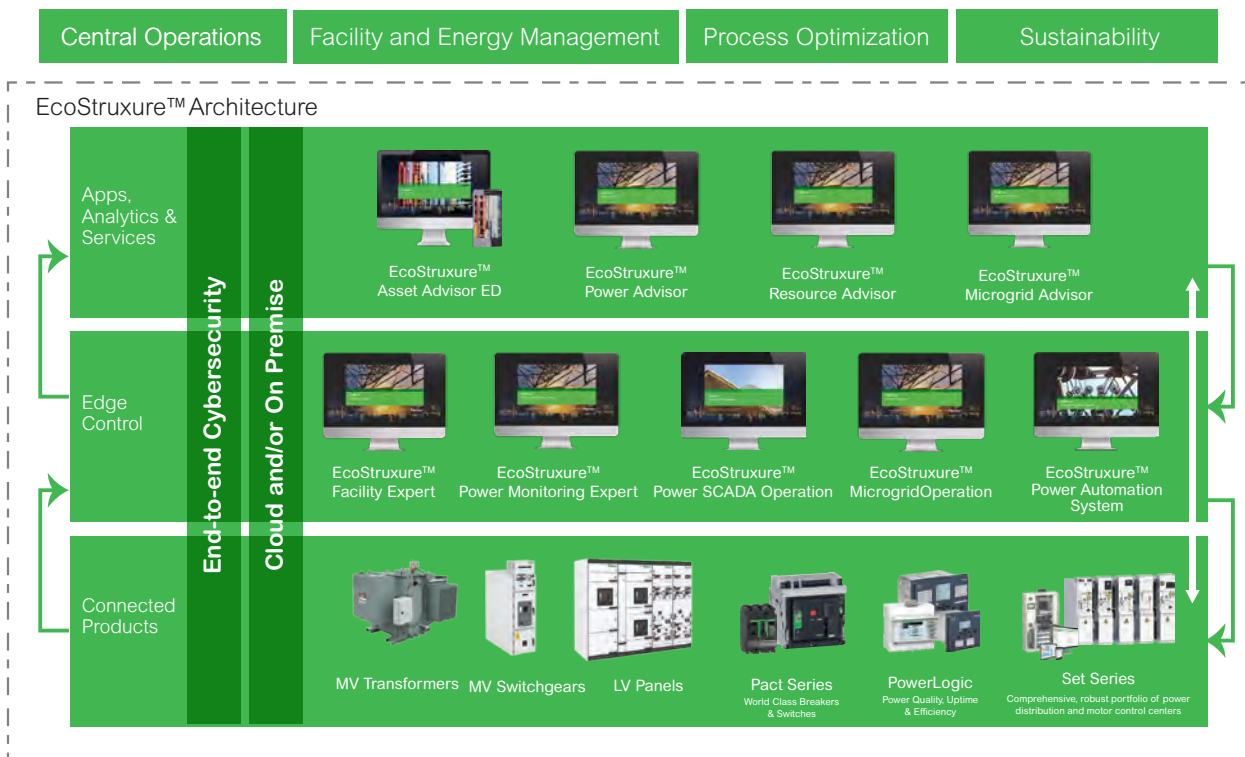 Central Operations
Facility and Energy Management
Process Optimization
Sustainability
EcoStruxure™ Architecture
Apps,
Analytics &
Services
End-to-end Cybersecurity
Cloud and/or On Premise
EcoStruxure™
Asset Advisor ED
EcoStruxure™
Power Advisor
EcoStruxure™
Resource Advisor
EcoStruxure™
Microgrid Advisor
Edge
Control
EcoStruxure™
Facility Expert
EcoStruxure™
Power Monitoring Expert
EcoStruxure™
Power SCADA Operation
EcoStruxure™
MicrogridOperation
EcoStruxure™
Power Automation
System
Connected
Products
MV Transformers
MV Switchgears
LV Panels
Pact Series
World Class Breakers
& Switches
PowerLogic
Power Quality, Uptime
& Efficiency
Set Series
Comprehensive, robust portfolio of power
distribution and motor control centers